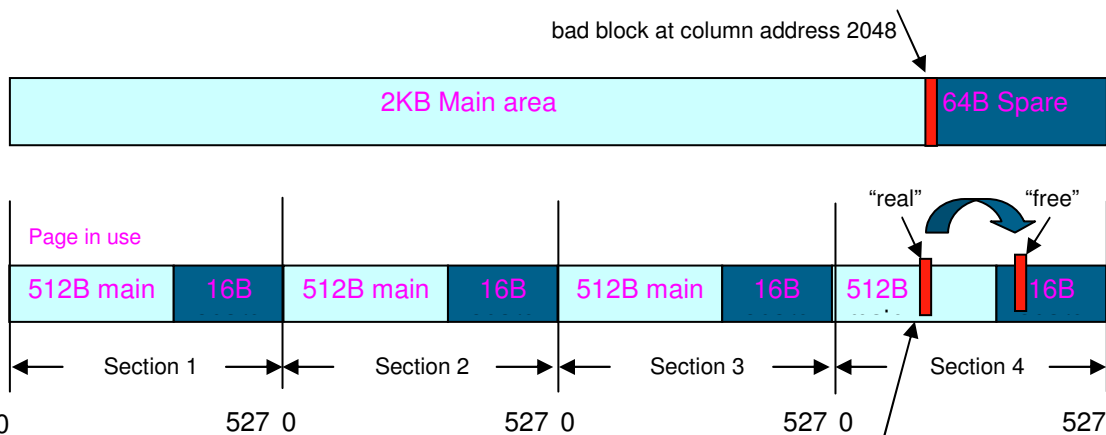 bad block at column address 2048
2KB Main area 64B Spare
“real” “free”
Page in use
512B main 16B 512B main 16B 512B main 16B 512B 16B
Section 1 Section 2 Section 3 Section 4
0 527 0 527 0 527 0 527